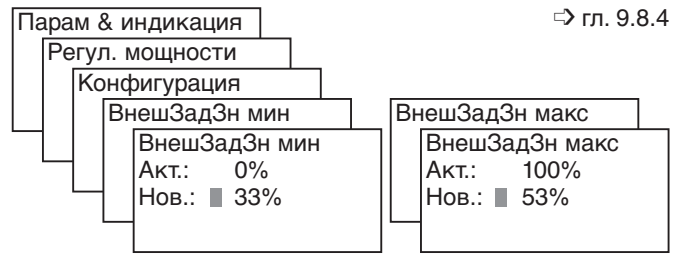 Парам & индикация
➪ гл. 9.8.4
Регул. мощности
Конфигурация
ВнешЗадЗн мин
ВнешЗадЗн макс
ВнешЗадЗн мин
ВнешЗадЗн макс
Акт.: 0%
Акт.: 100%
Нов.: 33%
Нов.: 53%